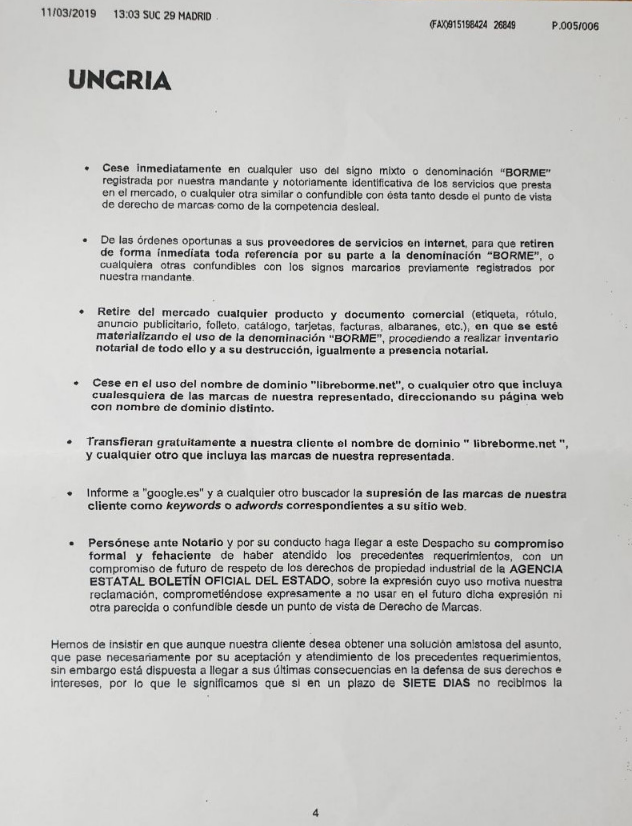 11/03/2019 13:03 SUC 29 MADRID (FAX)915198424 26849 P.005/006
UNGRIA
• Cese inmediatamente en cualquier uso del signo mixto o denominación “BORME”
registrada por nuestra mandante y notoriamente identificativa de los servicios que presta
en el mercado, o cualquier otra similar o confundible con ésta tanto desde el punto de vista
de derecho de marcas como de la competencia desleal.
• De las órdenes oportunas a sus proveedores de servicios en internet, para que retiren
de forma inmediata toda referencia por su parte a la denominación “BORME”, o
cualquiera otras confundibles con los signos marcarios previamente registrados por
nuestra mandante.
• Retire del mercado cualquier producto y documento comercial (etiqueta, rótulo,
anuncio publicitario, folleto, catálogo, tarjetas, facturas, albaranes, etc.), en que se esté
materializando el uso de la denominación “BORME”, procediendo a realizar inventario
notarial de todo ello y a su destrucción, igualmente a presencia notarial.
• Cese en el uso del nombre de dominio "libreborme.net", o cualquier otro que incluya
cualesquiera de las marcas de nuestra representado, direccionando su página web
con nombre de dominio distinto.
• Transfieran gratuitamente a nuestra cliente el nombre de dominio " libreborme.net ",
y cualquier otro que incluya las marcas de nuestra representada.
• Informe a "google.es" y a cualquier otro buscador la supresión de las marcas de nuestra
cliente como keywords o adwords correspondientes a su sitio web.
• Persónese ante Notario y por su conducto haga llegar a este Despacho su compromiso
formal y fehaciente de haber atendido los precedentes requerimientos, con un
compromiso de futuro de respeto de los derechos de propiedad industrial de la AGENCIA
ESTATAL BOLETÍN OFICIAL DEL ESTADO, sobre la expresión cuyo uso motiva nuestra
reclamación, comprometiéndose expresamente a no usar en el futuro dicha expresión ni
otra parecida o confundible desde un punto de vista de Derecho de Marcas.
Hemos de insistir en que aunque nuestra cliente desea obtener una solución amistosa del asunto,
que pase necesariamente por su aceptación y atendimiento de los precedentes requerimientos,
sin embargo está dispuesta a llegar a sus últimas consecuencias en la defensa de sus derechos e
intereses, por lo que le significamos que si en un plazo de SIETE DIAS no recibimos la
4